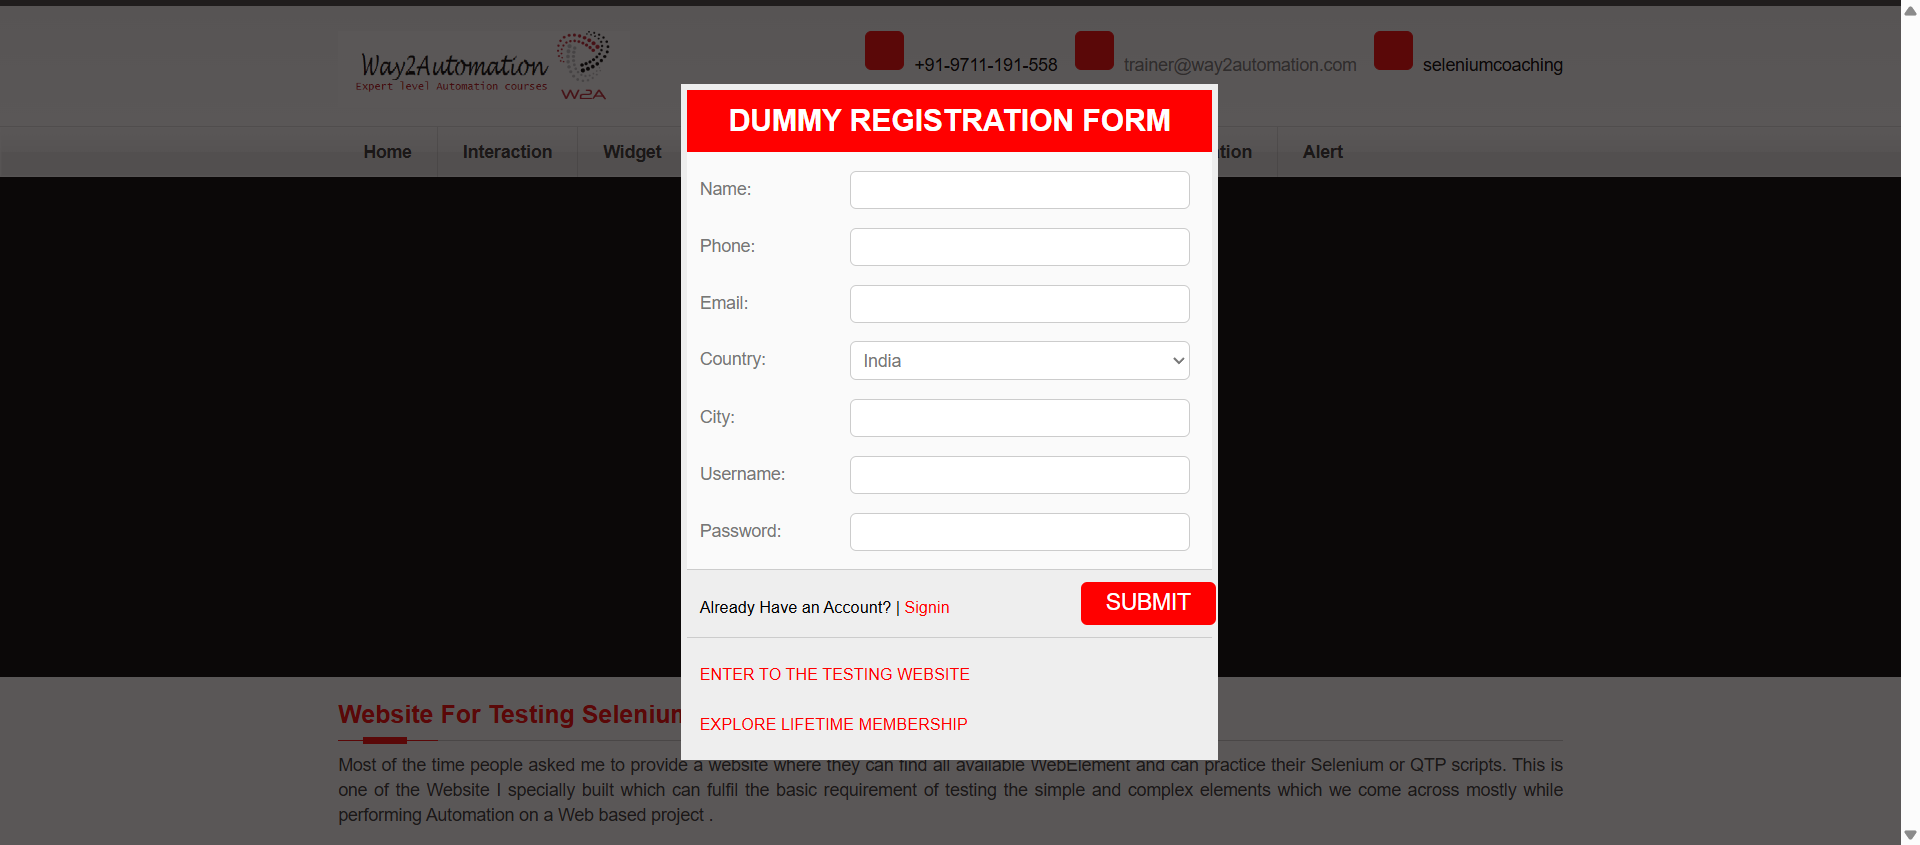 Way2Automation
Expert level Automation courses
W2A
+91-9711-191-558
trainer@way2automation.com
seleniumcoaching
Home
Interaction
Widget
Alert
DUMMY REGISTRATION FORM
Name:
Phone:
Email:
Country:
India
City:
Username:
Password:
Already Have an Account? | Signin
SUBMIT
ENTER TO THE TESTING WEBSITE
EXPLORE LIFETIME MEMBERSHIP
Website For Testing Selenium
Most of the time people asked me to provide a website where they can find all available WebElement and can practice their Selenium or QTP scripts. This is
one of the Website I specially built which can fulfil the basic requirement of testing the simple and complex elements which we come across mostly while
performing Automation on a Web based project .